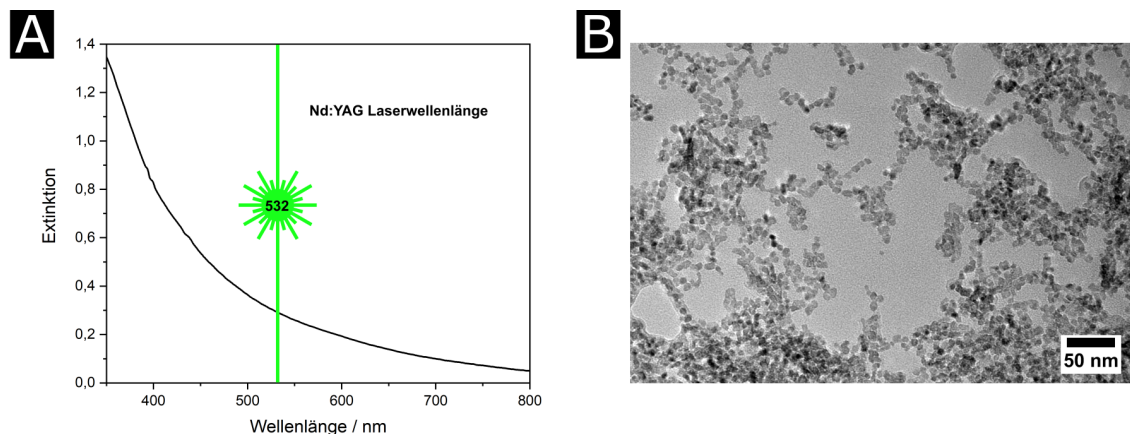 A
1,4
1,2
1,0
0,8
0,6
0,4
0,2
0,0
Extinktion
Nd:YAG Laserwellenlänge
532
400
500
600
700
800
Wellenlänge / nm
B
50 nm